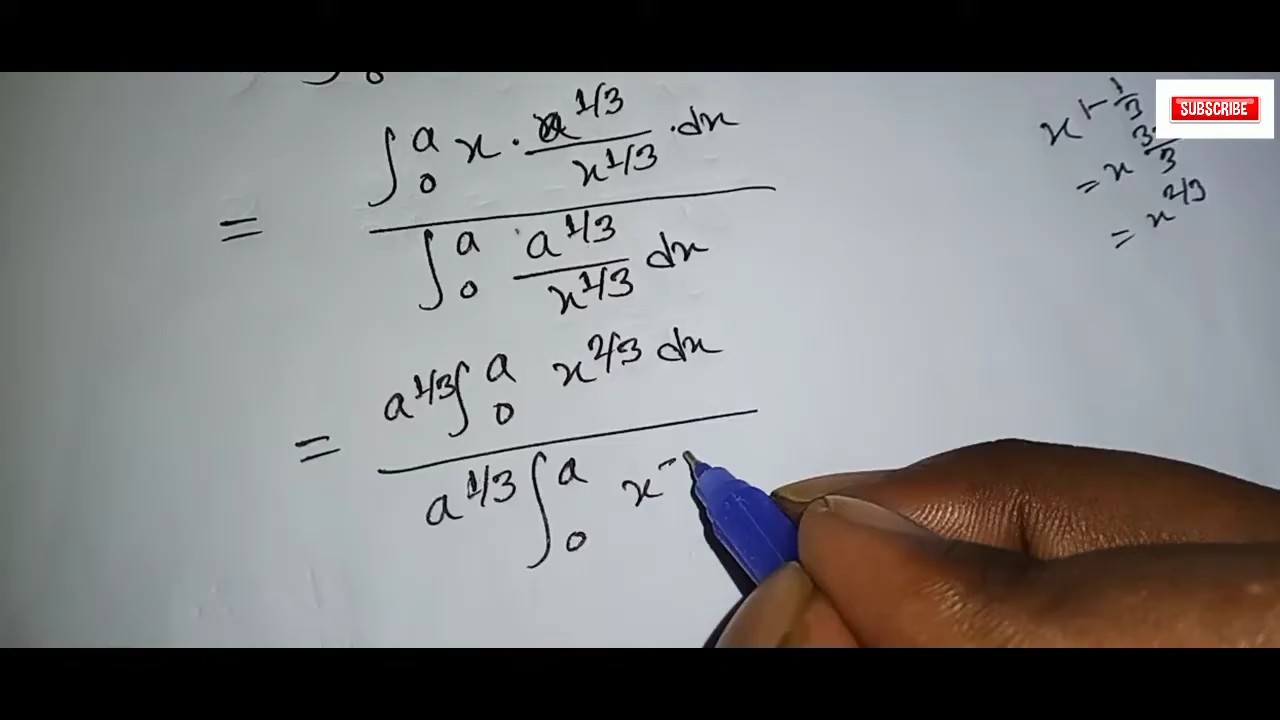 ∫₀ᵃ x · a^1/3 / x^1/3 · dx
= ―
∫₀ᵃ a^1/3 / x^1/3 dx
a^1/3 ∫₀ᵃ x^2/3 dx
= ―
a^1/3 ∫₀ᵃ x^-
x^1-1/3
= x^3-/3
= x^2/3
SUBSCRIBE